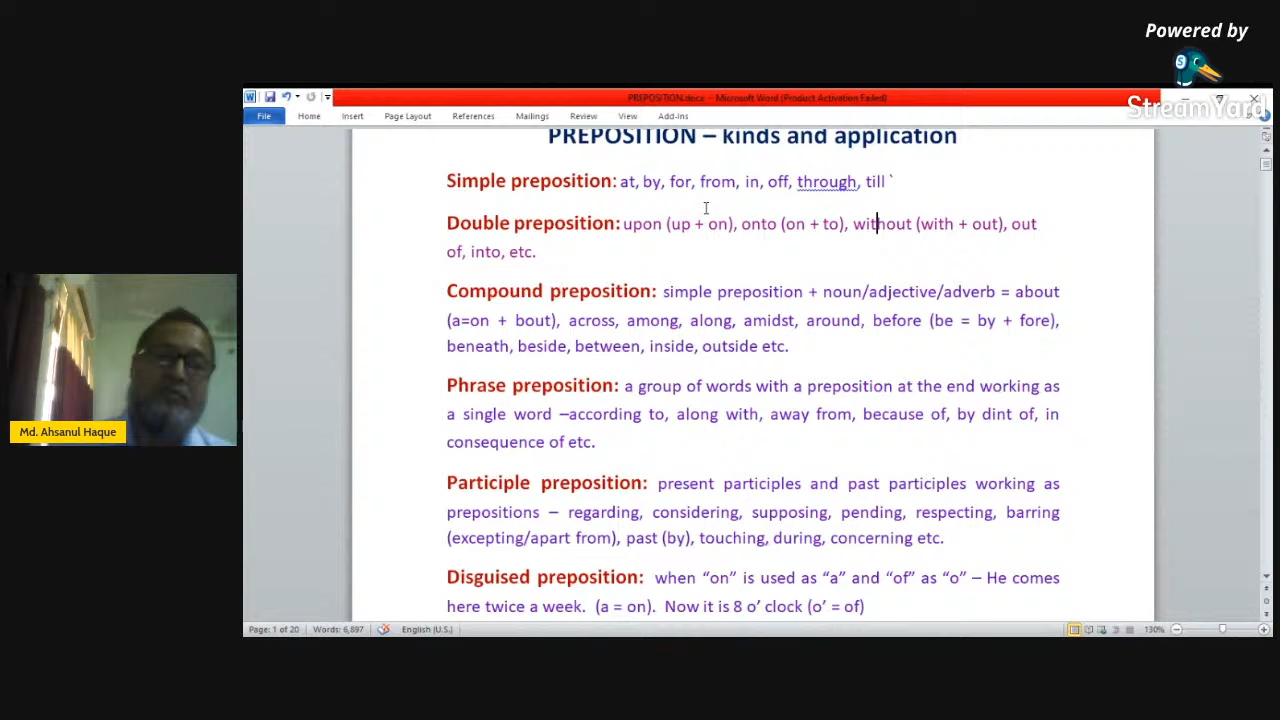 Powered by
S
StreamYard
PREPOSITION.docx - Microsoft Word (Product Activation Failed)
File Home Insert Page Layout References Mailings Review View Add-Ins
PREPOSITION – kinds and application
Simple preposition: at, by, for, from, in, off, through, till `
Double preposition: upon (up + on), onto (on + to), without (with + out), out
of, into, etc.
Compound preposition: simple preposition + noun/adjective/adverb = about
(a=on + bout), across, among, along, amidst, around, before (be = by + fore),
beneath, beside, between, inside, outside etc.
Phrase preposition: a group of words with a preposition at the end working as
a single word –according to, along with, away from, because of, by dint of, in
consequence of etc.
Md. Ahsanul Haque
Participle preposition: present participles and past participles working as
prepositions – regarding, considering, supposing, pending, respecting, barring
(excepting/apart from), past (by), touching, during, concerning etc.
Disguised preposition: when “on” is used as “a” and “of” as “o” – He comes
here twice a week. (a = on). Now it is 8 o’ clock (o’ = of)
Page: 1 of 20 Words: 6,897 English (U.S.) 130%